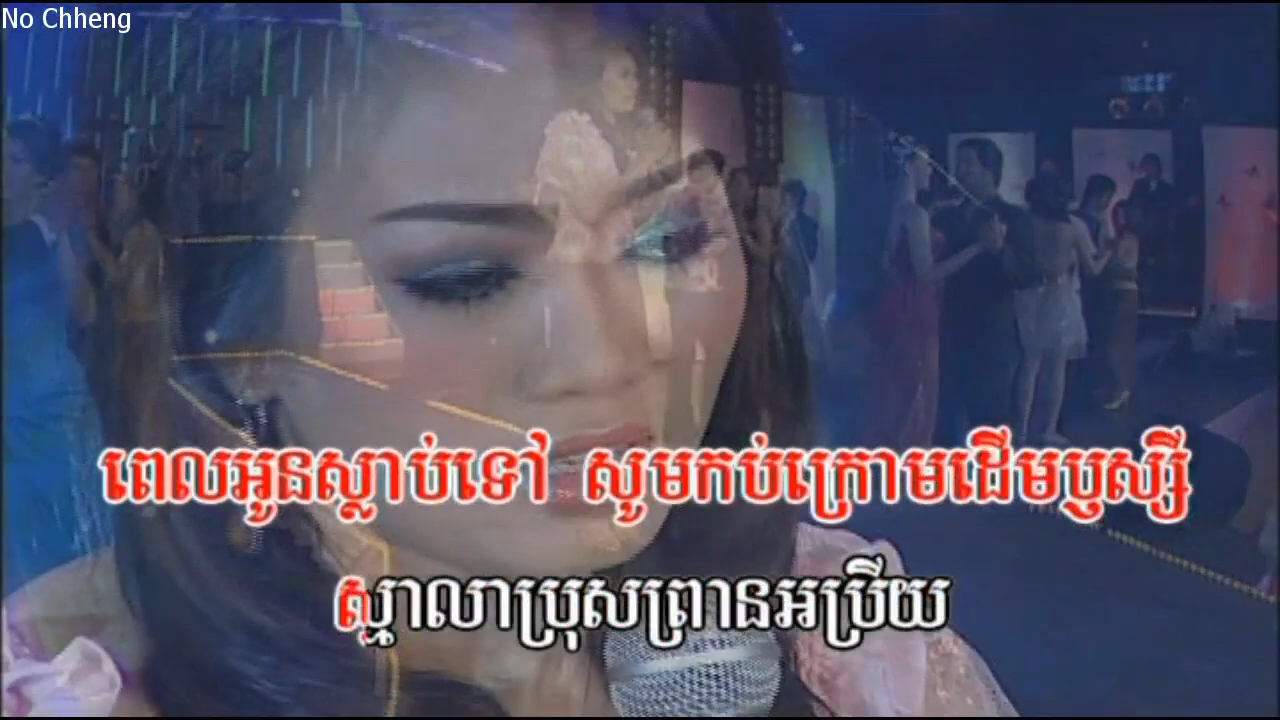 No Chheng
ពេលអូនស្លាប់ទៅ សូមកប់ក្រោមដើមឫស្សី
ស្មាលាប្រុសព្រានអប្រីយ